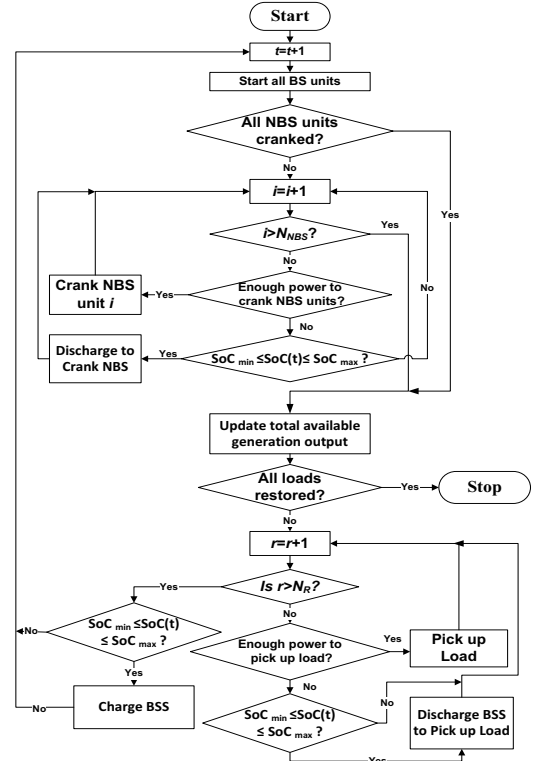 Start
t=t+1
Start all BS units
All NBS units
cranked?
No
Yes
i=i+1
i>N_NBS?
Yes
No
Crank NBS
unit i
Yes
Enough power to
crank NBS units?
No
No
Discharge to
Crank NBS
Yes
SoC min ≤SoC(t)≤ SoC max ?
Update total available
generation output
All loads
restored?
Yes
Stop
No
r=r+1
Is r>N_R?
Yes
No
SoC min ≤SoC(t)
≤ SoC max ?
No
Yes
Enough power to
pick up load?
Yes
Pick up
Load
No
No
Charge BSS
No
SoC min ≤SoC(t)
≤ SoC max ?
Discharge BSS
to Pick up Load
Yes